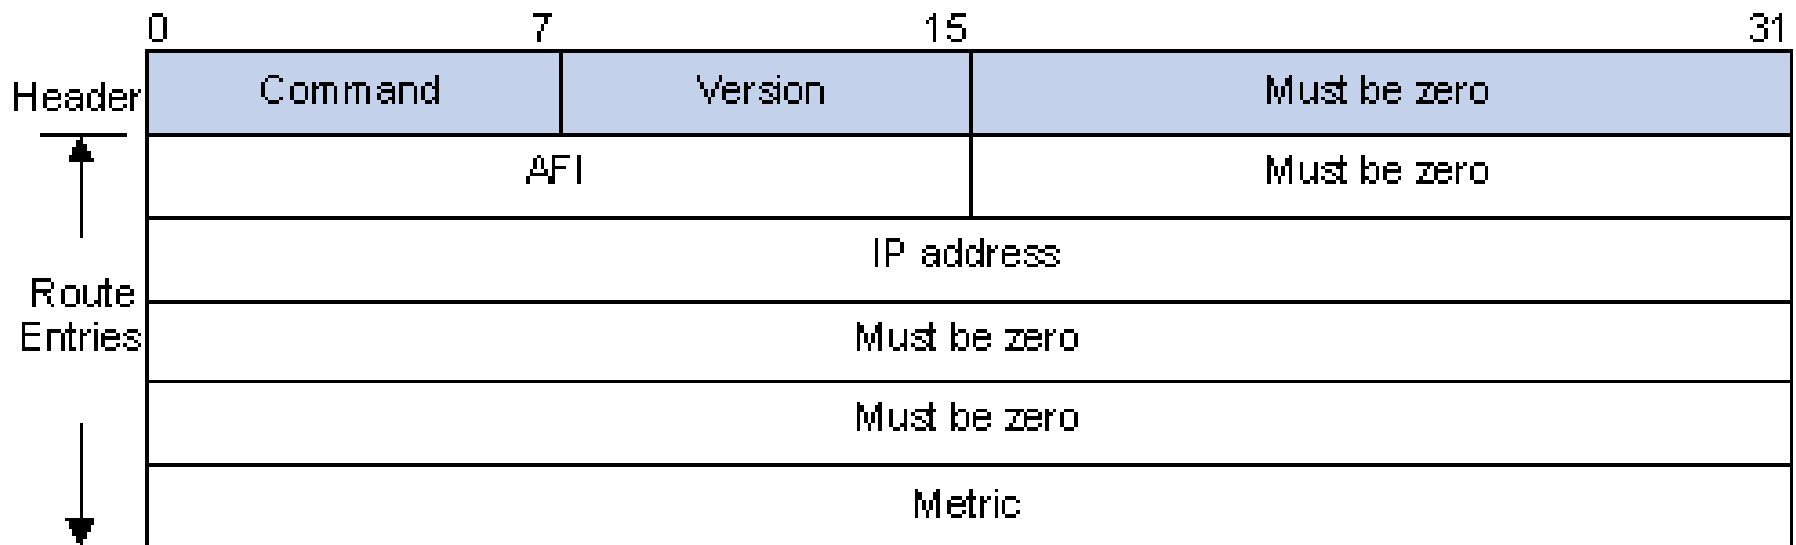 0 7 15 31
Header Command Version Must be zero
AFI Must be zero
IP address
Route
Entries
Must be zero
Must be zero
Metric